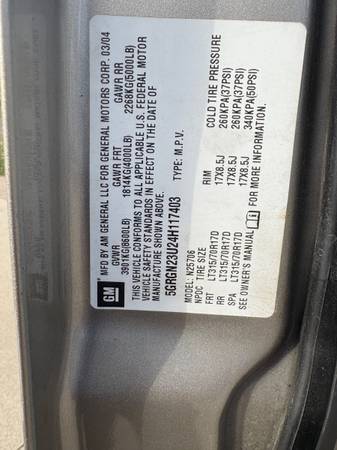 MFD BY AM GENERAL LLC FOR GENERAL MOTORS CORP. 03/04
GVWR GAWR FRT GAWR RR
3901KG(8600LB) 1814KG(4000LB) 2268KG(5000LB)
THIS VEHICLE CONFORMS TO ALL APPLICABLE U.S. FEDERAL MOTOR
VEHICLE SAFETY STANDARDS IN EFFECT ON THE DATE OF
MANUFACTURE SHOWN ABOVE.
GM
5GRGN23U24H117403 TYPE: M.P.V.
MODEL: N25706
NPDC TIRE SIZE RIM COLD TIRE PRESSURE
FRT LT315/70R17D 17X8.5J 260KPA(37PSI)
RR LT315/70R17D 17X8.5J 260KPA(37PSI)
SPA LT315/70R17D 17X8.5J 340KPA(50PSI)
SEE OWNER'S MANUAL FOR MORE INFORMATION.